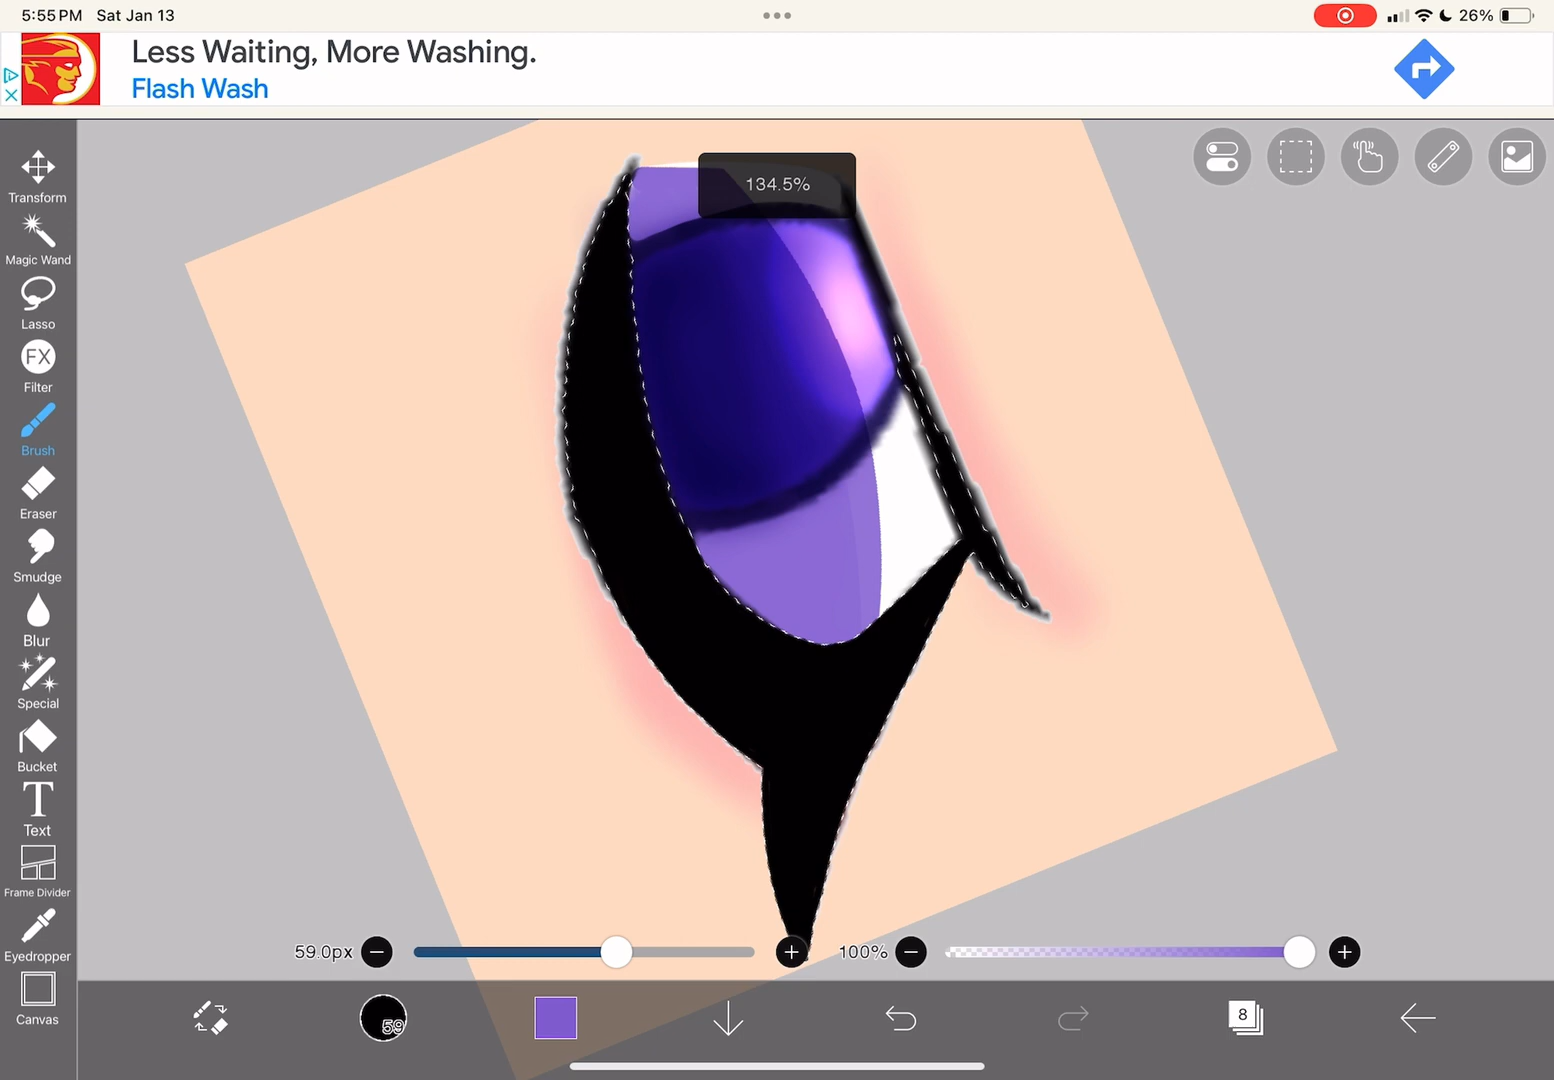 5:55 PM Sat Jan 13
26%
Less Waiting, More Washing.
Flash Wash
134.5%
Transform
Magic Wand
Lasso
FX
Filter
Brush
Eraser
Smudge
Blur
Special
Bucket
T
Text
Frame Divider
Eyedropper
Canvas
59.0px
100%
59
8